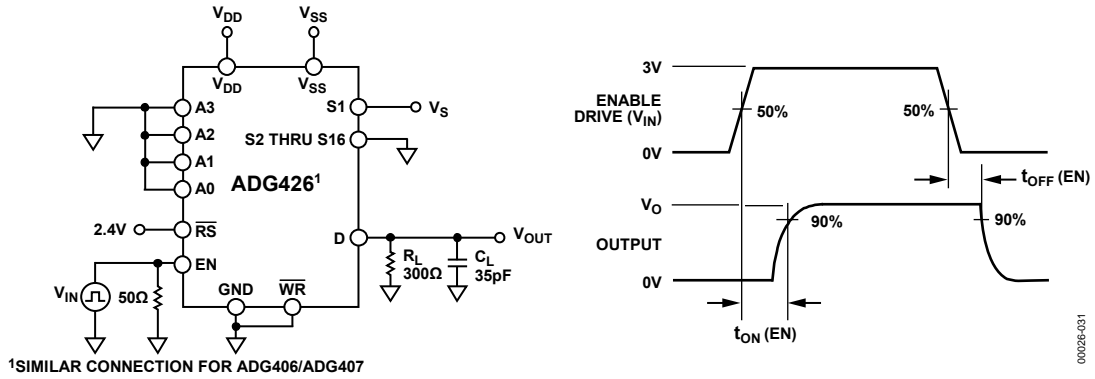 VDD
VSS
VDD
VSS
A3
A2
A1
A0
ADG426¹
S1
VS
S2 THRU S16
2.4V
RS
EN
D
VOUT
RL
300Ω
CL
35pF
VIN
50Ω
GND
WR
¹SIMILAR CONNECTION FOR ADG406/ADG407
3V
ENABLE
DRIVE (VIN)
50%
50%
0V
tOFF (EN)
VO
90%
90%
OUTPUT
0V
tON (EN)
00026-031